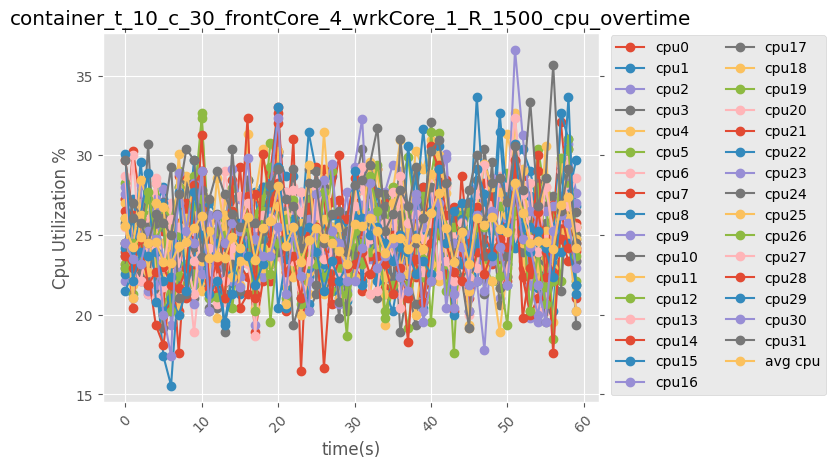 container_t_10_c_30_frontCore_4_wrkCore_1_R_1500_cpu_overtime
Cpu Utilization %
35
30
25
20
15
0
10
20
30
40
50
60
time(s)
cpu0
cpu1
cpu2
cpu3
cpu4
cpu5
cpu6
cpu7
cpu8
cpu9
cpu10
cpu11
cpu12
cpu13
cpu14
cpu15
cpu16
cpu17
cpu18
cpu19
cpu20
cpu21
cpu22
cpu23
cpu24
cpu25
cpu26
cpu27
cpu28
cpu29
cpu30
cpu31
avg cpu